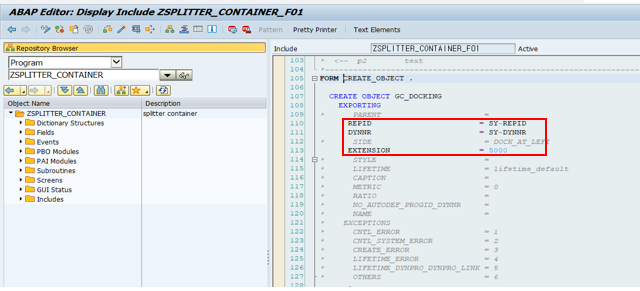 ABAP Editor: Display Include ZSPLITTER_CONTAINER_F01
Pattern Pretty Printer Text Elements
Repository Browser
Program
ZSPLITTER_CONTAINER
Object Name Description
ZSPLITTER_CONTAINER splitter container
Dictionary Structures
Fields
Events
PBO Modules
PAI Modules
Subroutines
Screens
GUI Status
Includes
Include ZSPLITTER_CONTAINER_F01 Active
103 * <-- p2 text
104 *
105 FORM CREATE_OBJECT .
106
107 CREATE OBJECT GC_DOCKING
108 EXPORTING
109 * PARENT =
110 REPID = SY-REPID
111 DYNNR = SY-DYNNR
112 * SIDE = DOCK_AT_LEFT
113 EXTENSION = 5000
114 * STYLE =
115 * LIFETIME = lifetime_default
116 * CAPTION =
117 * METRIC = 0
118 * RATIO =
119 * NO_AUTODEF_PROGID_DYNNR =
120 * NAME =
121 * EXCEPTIONS
122 * CNTL_ERROR = 1
123 * CNTL_SYSTEM_ERROR = 2
124 * CREATE_ERROR = 3
125 * LIFETIME_ERROR = 4
126 * LIFETIME_DYNPRO_DYNPRO_LINK = 5
127 * OTHERS = 6
128